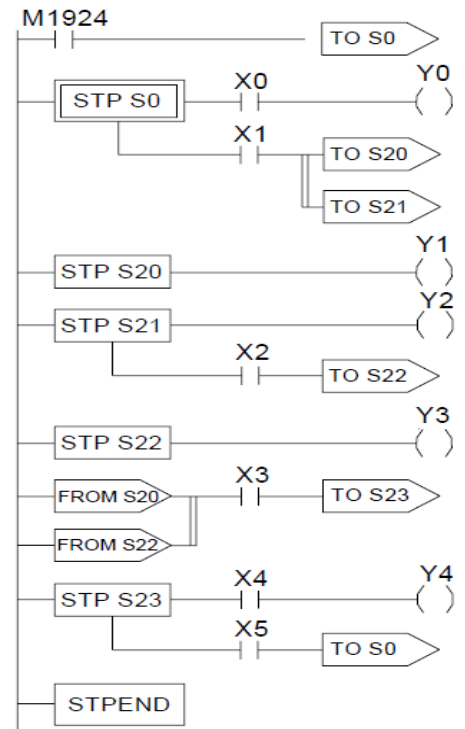 M1924
TO S0
STP S0
X0
Y0
X1
TO S20
TO S21
STP S20
Y1
STP S21
Y2
X2
TO S22
STP S22
Y3
FROM S20
X3
TO S23
FROM S22
STP S23
X4
Y4
X5
TO S0
STPEND